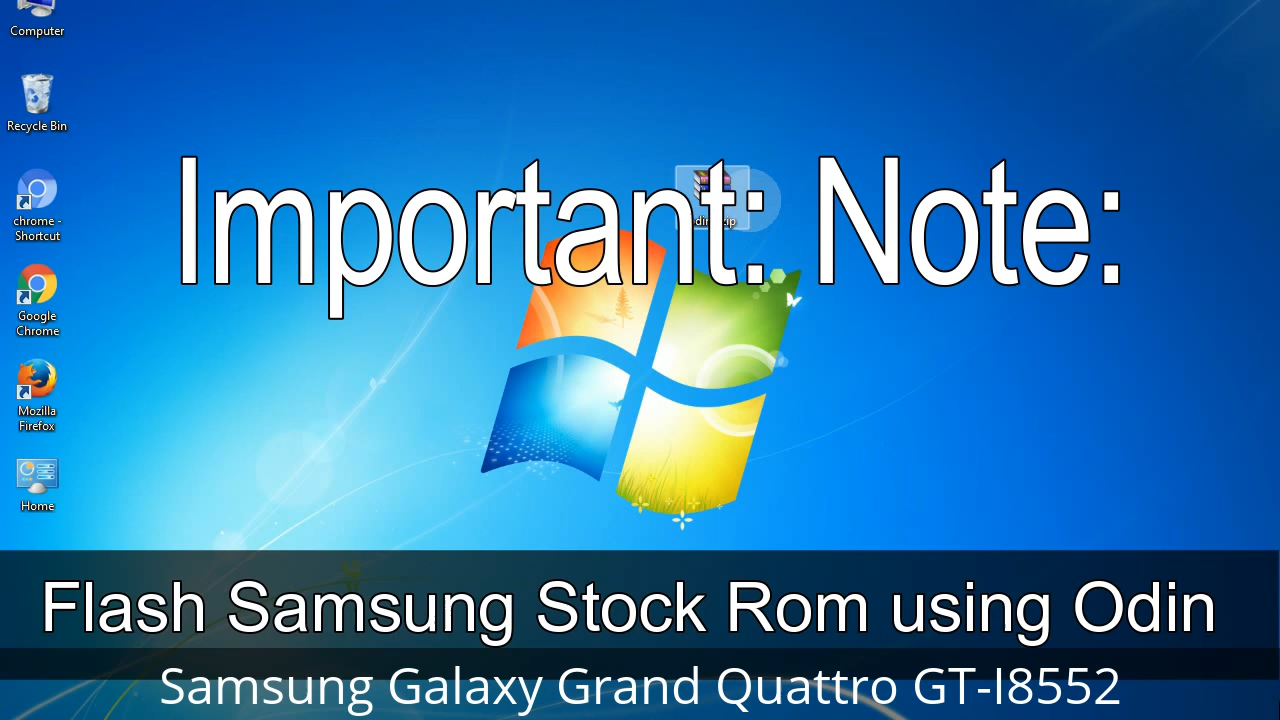 Computer
Recycle Bin
chrome -
Shortcut
Google
Chrome
Mozilla
Firefox
Home
Important: Note:
Flash Samsung Stock Rom using Odin
Samsung Galaxy Grand Quattro GT-I8552